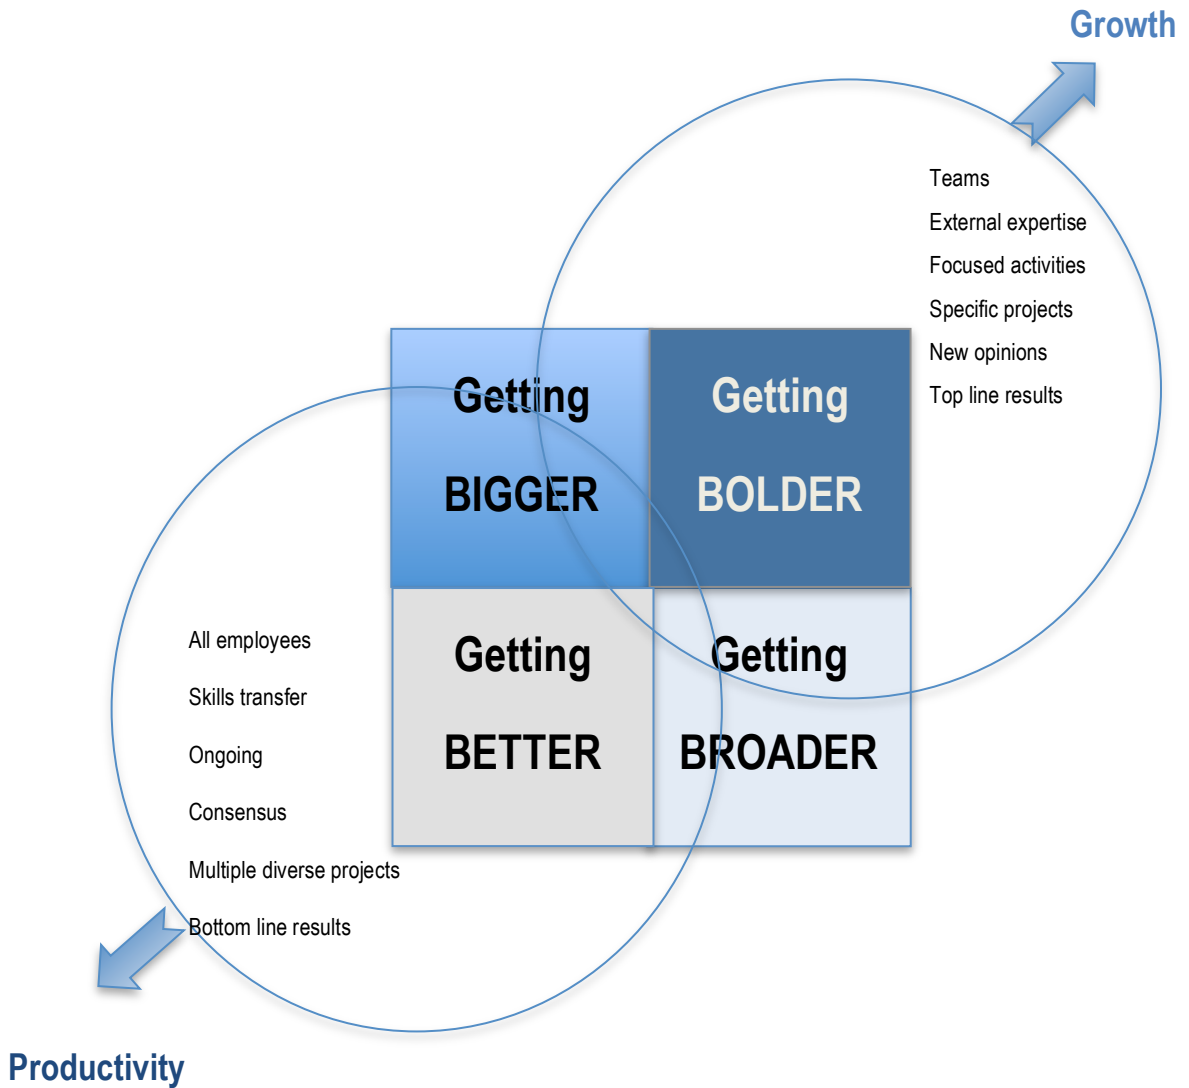 Growth
Teams
External expertise
Focused activities
Specific projects
New opinions
Top line results
Getting
BIGGER
Getting
BOLDER
Getting
BETTER
Getting
BROADER
All employees
Skills transfer
Ongoing
Consensus
Multiple diverse projects
Bottom line results
Productivity